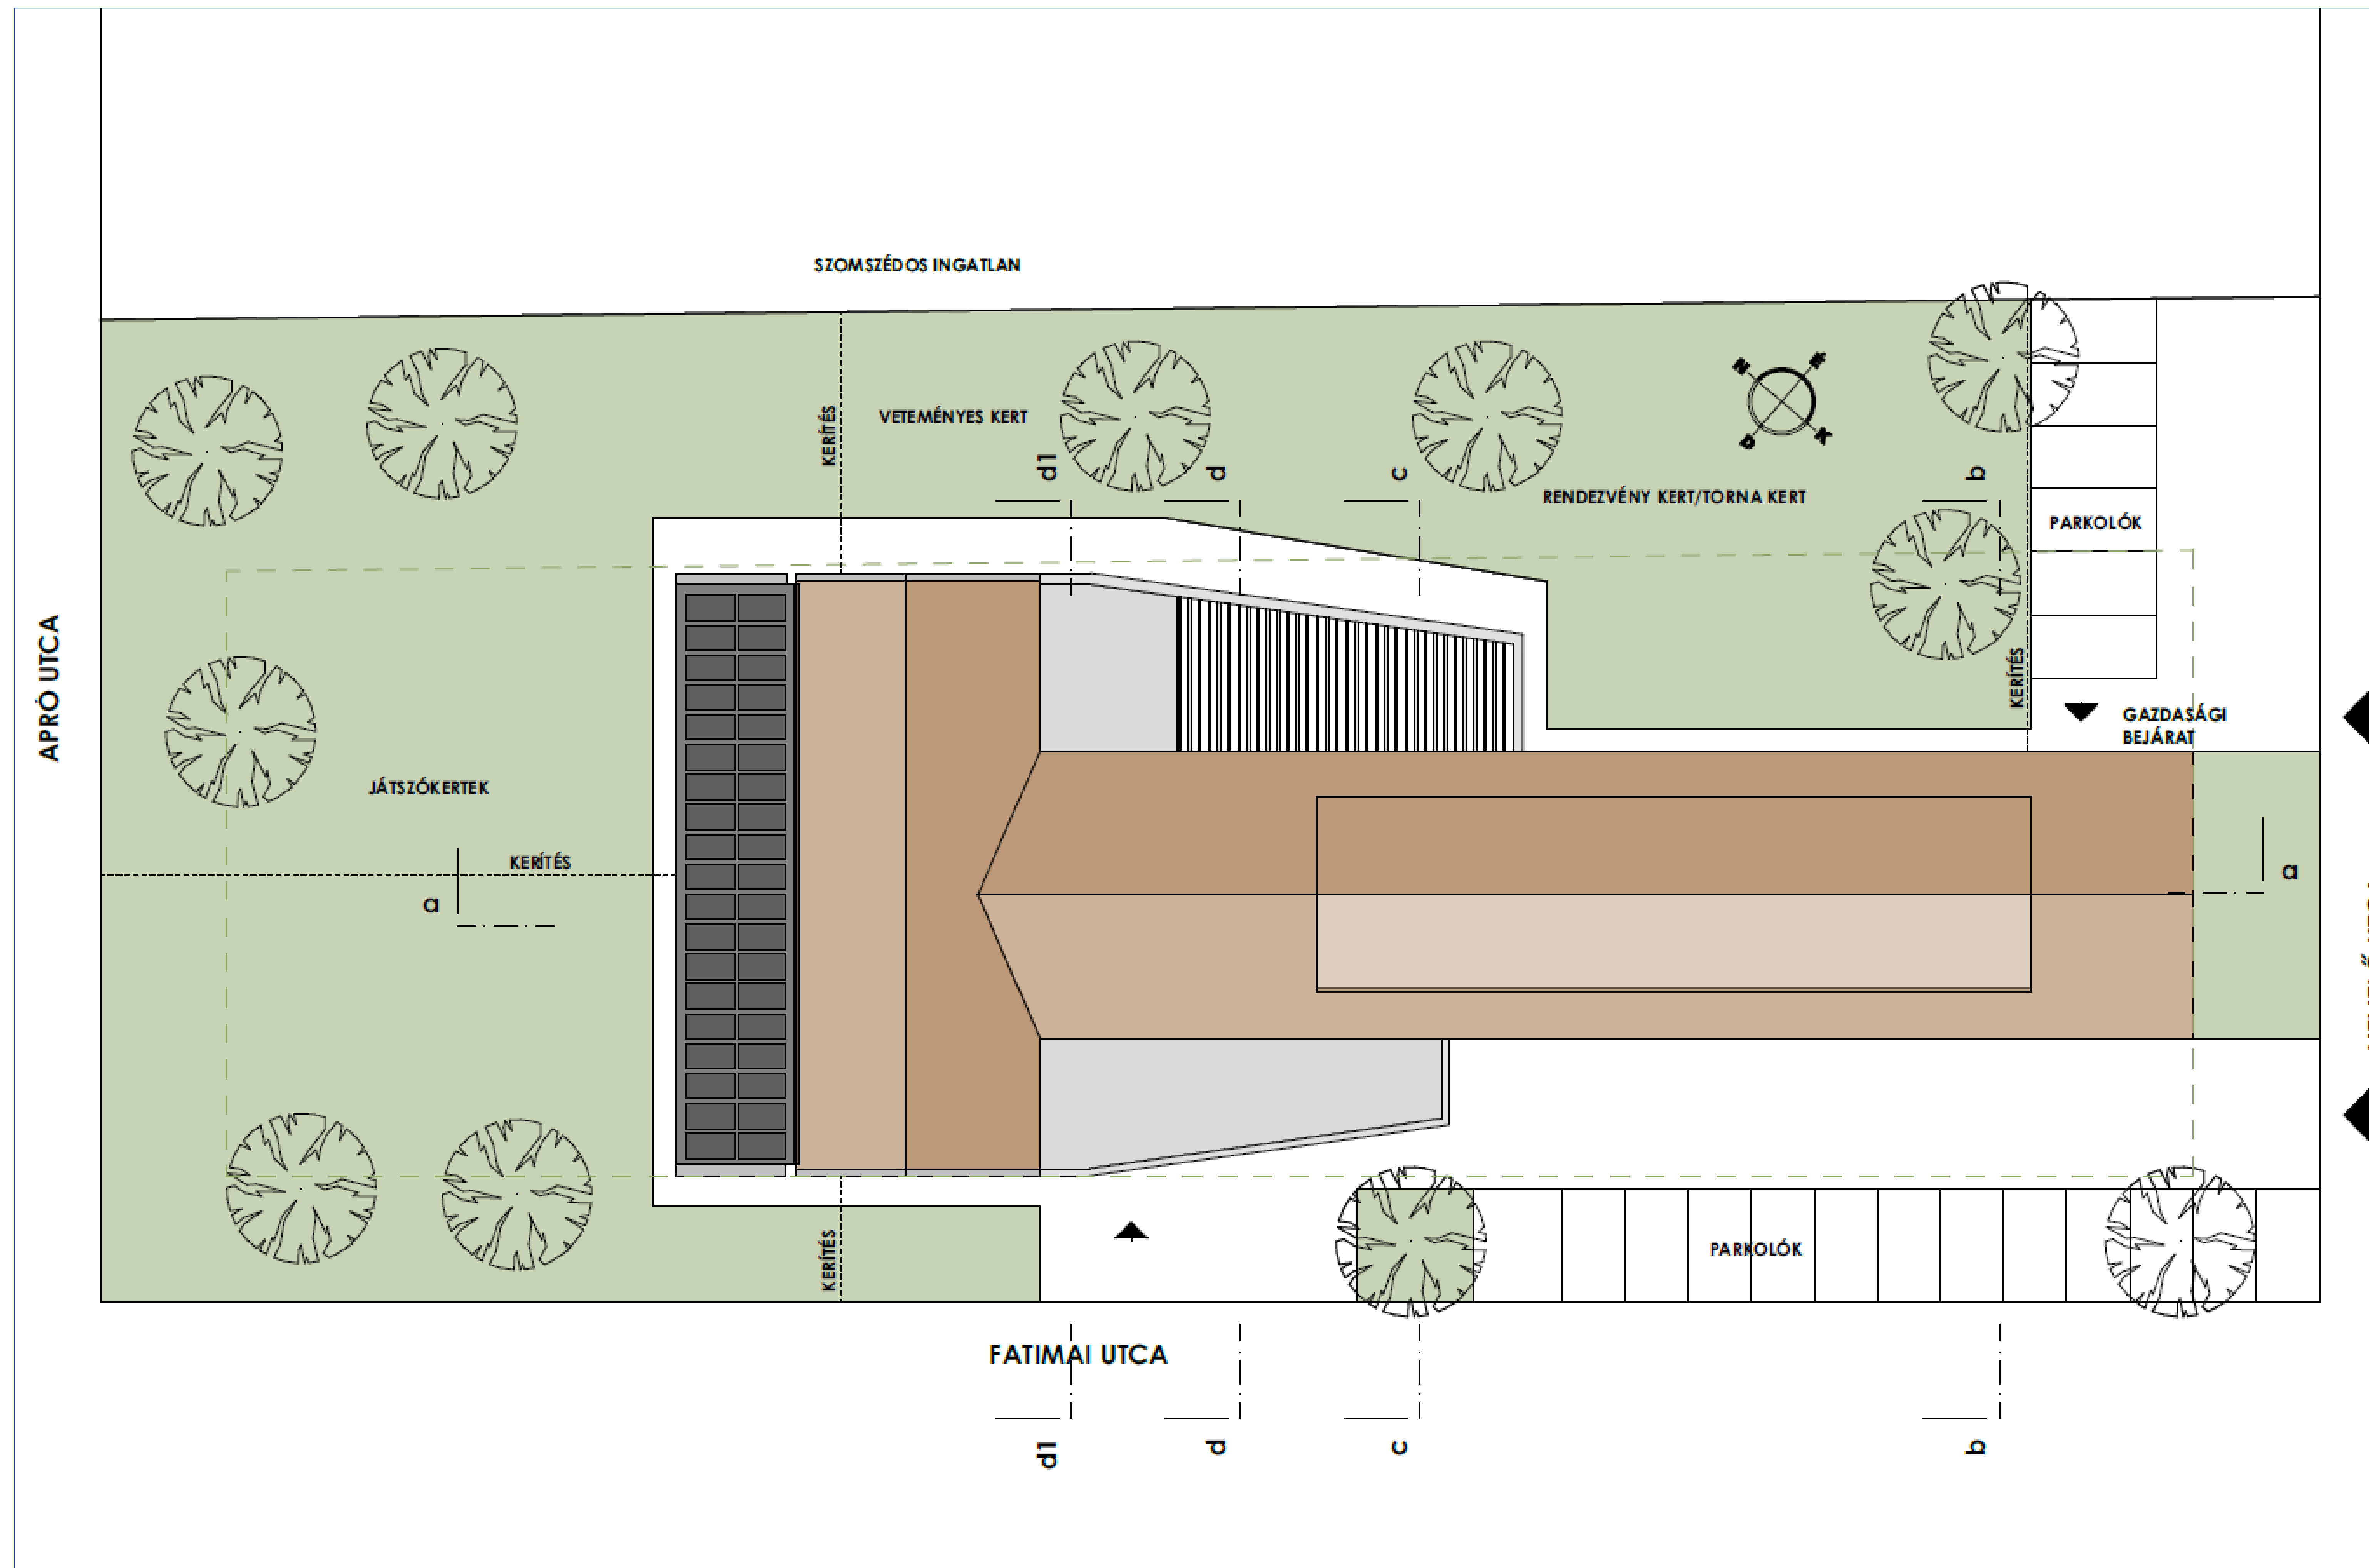 SZOMSZÉDOS INGATLAN
N
É
D
K
KERÍTÉS
VETEMÉNYES KERT
d1
d
c
b
RENDEZVÉNY KERT/TORNA KERT
PARKOLÓK
APRÓ UTCA
KERÍTÉS
GAZDASÁGI
BEJÁRAT
JÁTSZÓKERTEK
KERÍTÉS
a
a
KERÍTÉS
PARKOLÓK
FATIMAI UTCA
d1
d
c
b